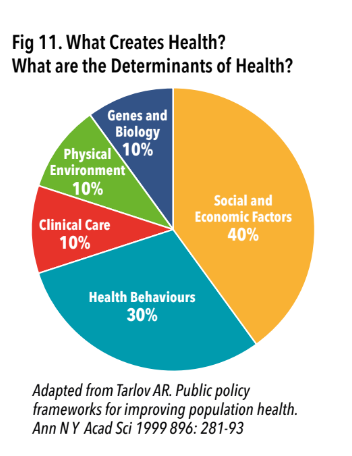 Fig 11. What Creates Health?
What are the Determinants of Health?
Genes and
Biology
10%
Physical
Environment
10%
Social and
Economic Factors
40%
Clinical Care
10%
Health Behaviours
30%
Adapted from Tarlov AR. Public policy
frameworks for improving population health.
Ann N Y Acad Sci 1999 896: 281-93